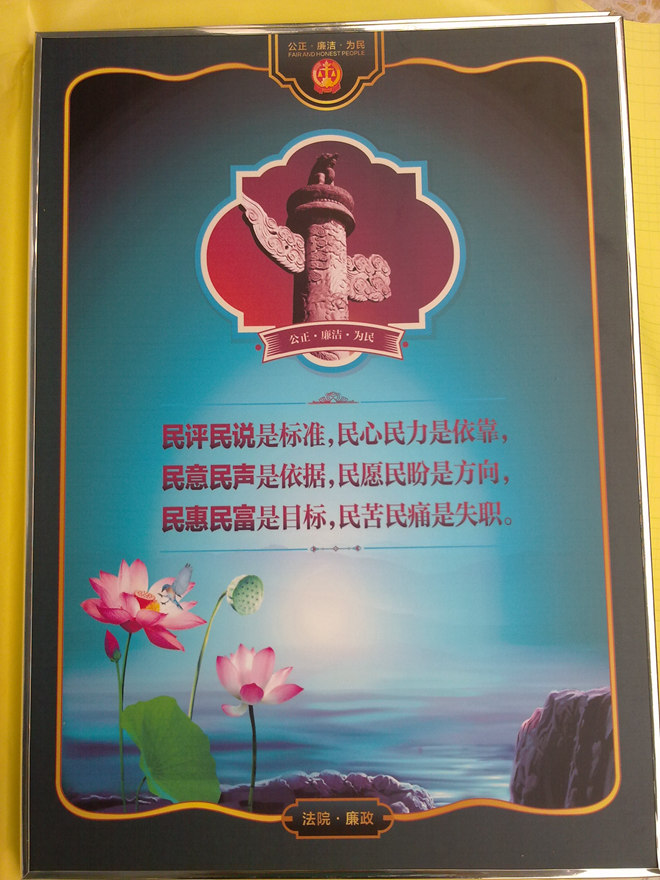 公正·廉洁·为民
FAIR AND HONEST PEOPLE
公正·廉洁·为民
民评民说是标准,民心民力是依靠,
民意民声是依据,民愿民盼是方向,
民惠民富是目标,民苦民痛是失职。
法院·廉政